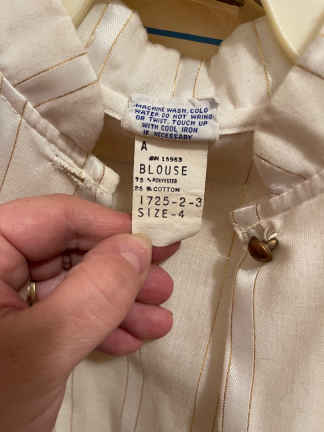 MACHINE WASH, COLD
WATER DO NOT WRING
OR TWIST. TOUCH UP
WITH COOL IRON
IF NECESSARY
A
RN 15953
BLOUSE
75 % POLYESTER
25 % COTTON
1725-2-3
SIZE-4